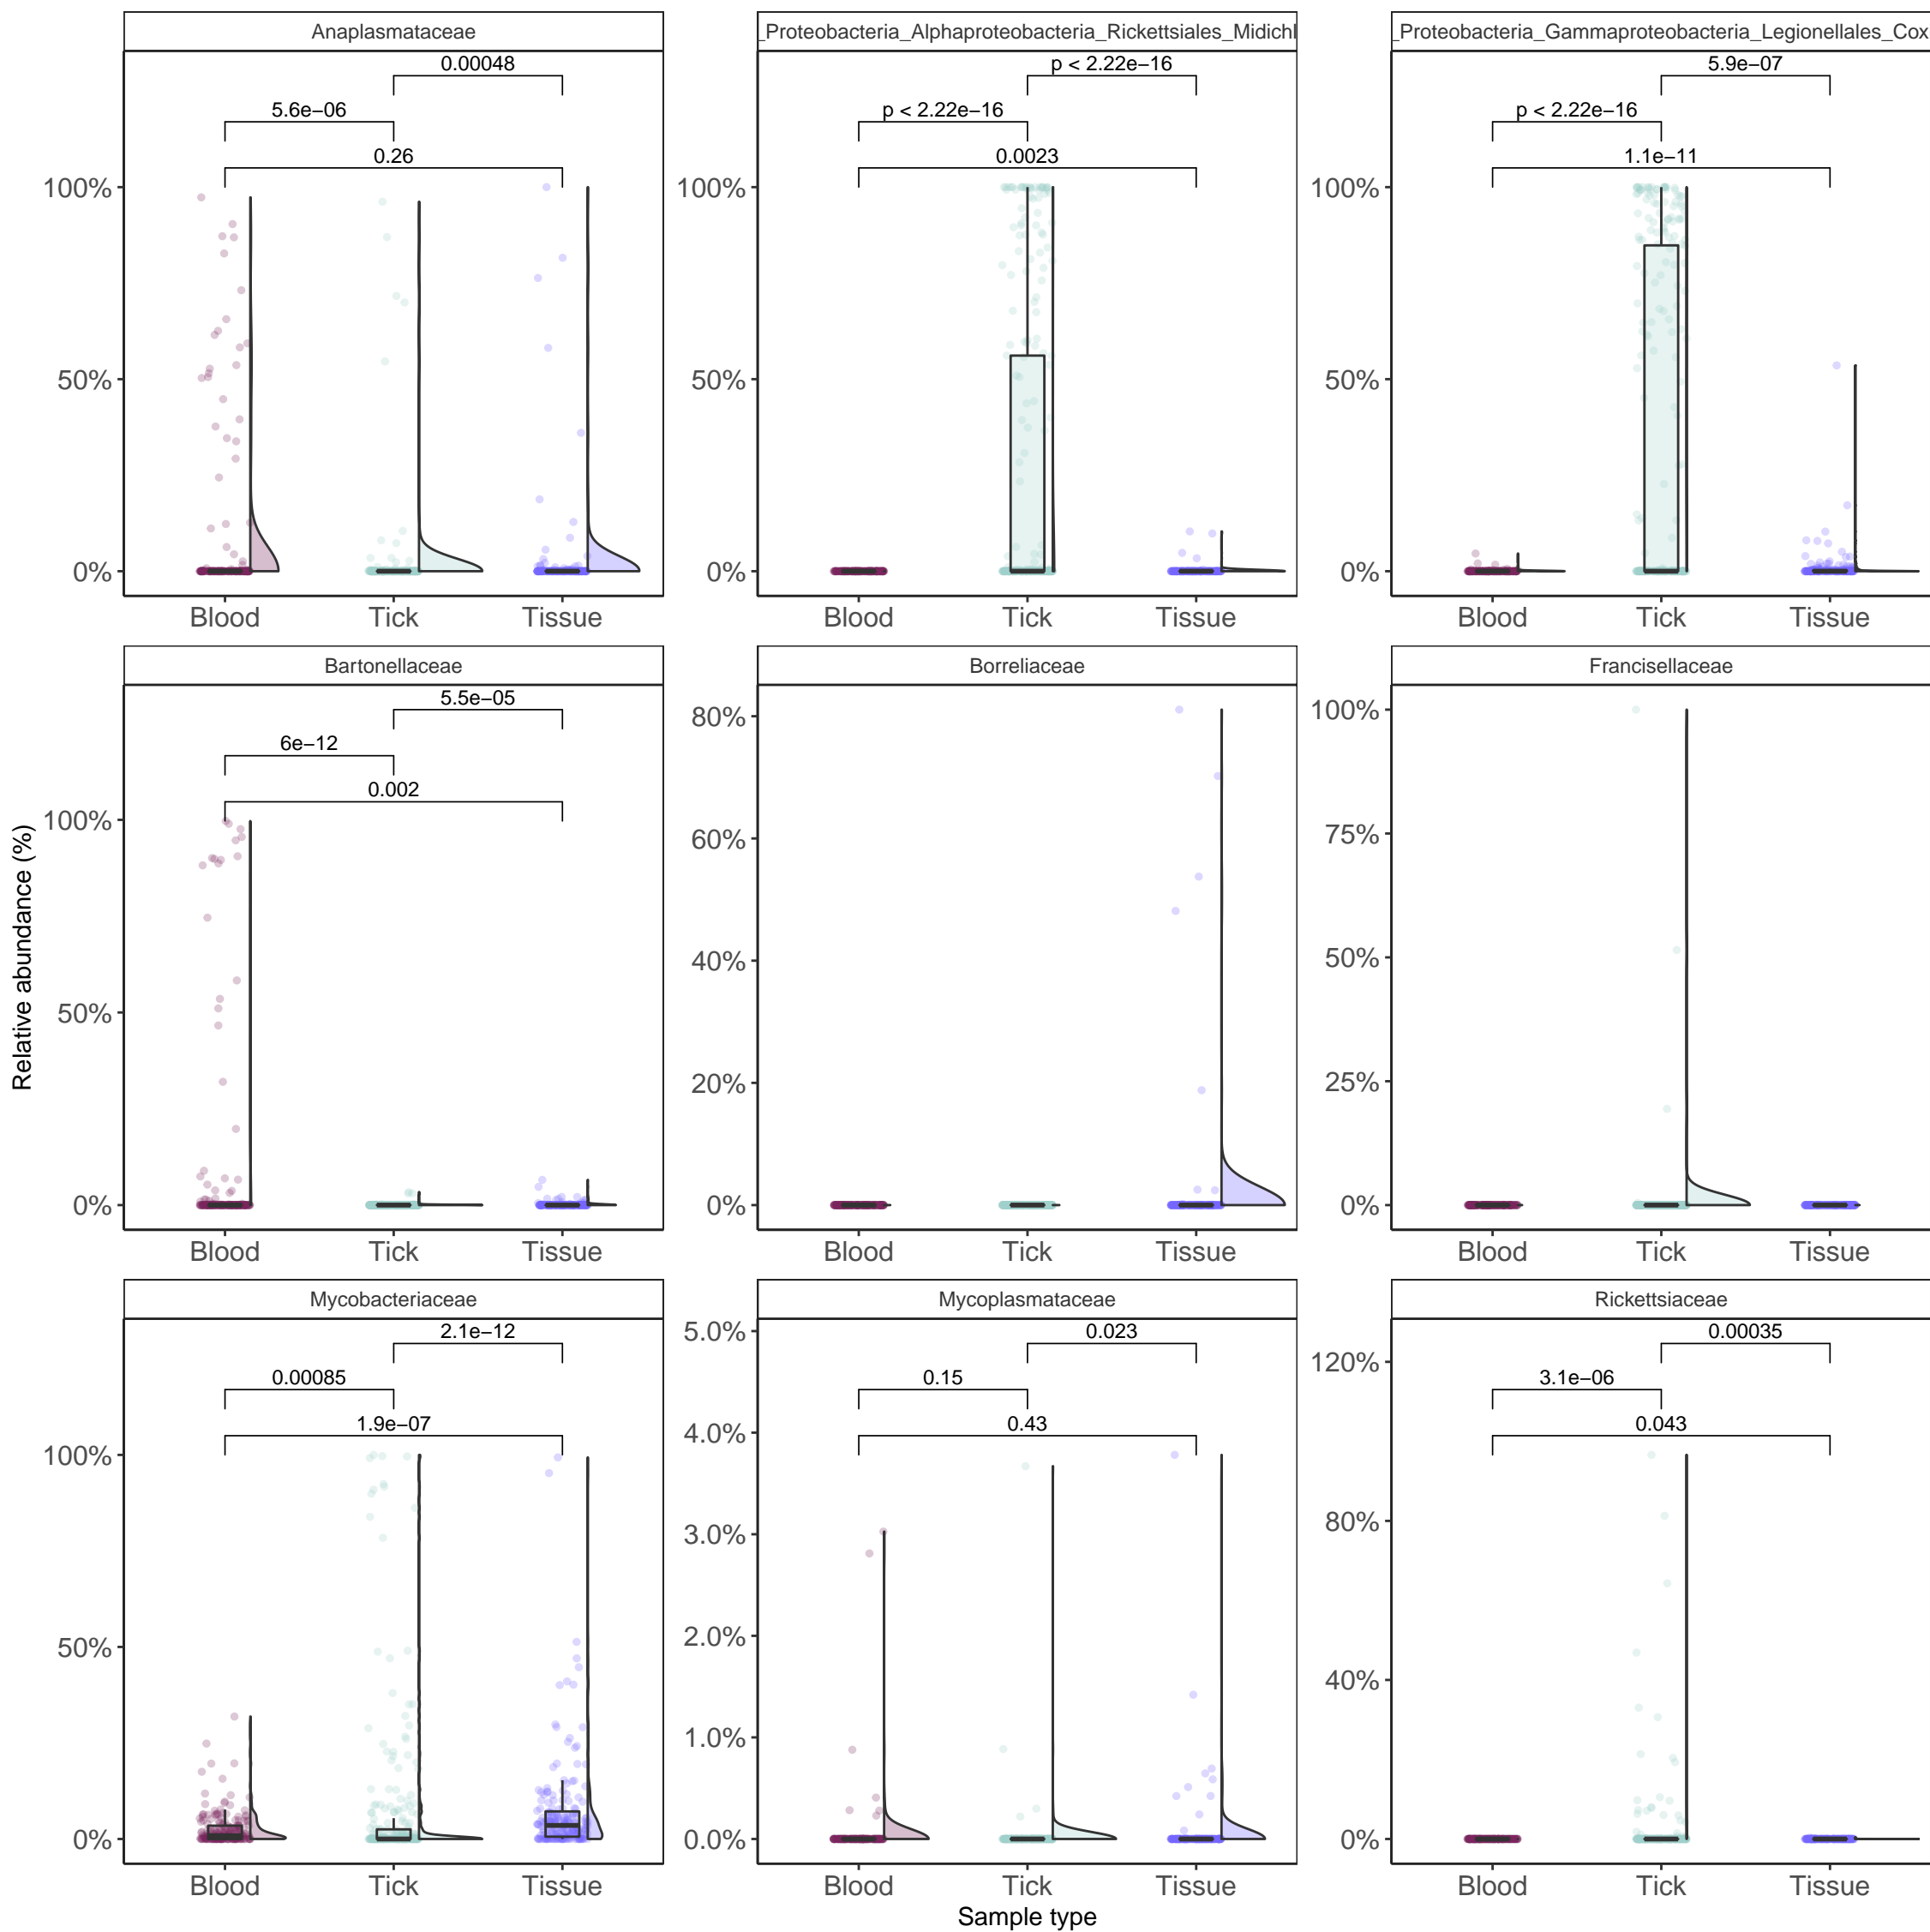 Anaplasmataceae
_Proteobacteria_Alphaproteobacteria_Rickettsiales_Midichl
_Proteobacteria_Gammaproteobacteria_Legionellales_Cox
0.00048
5.6e−06
0.26
100%
50%
0%
Blood Tick Tissue
p < 2.22e−16
p < 2.22e−16
0.0023
100%
50%
0%
Blood Tick Tissue
5.9e−07
p < 2.22e−16
1.1e−11
100%
50%
0%
Blood Tick Tissue
Relative abundance (%)
Bartonellaceae
5.5e−05
6e−12
0.002
100%
50%
0%
Blood Tick Tissue
Borreliaceae
80%
60%
40%
20%
0%
Blood Tick Tissue
Francisellaceae
100%
75%
50%
25%
0%
Blood Tick Tissue
Mycobacteriaceae
2.1e−12
0.00085
1.9e−07
100%
50%
0%
Blood Tick Tissue
Mycoplasmataceae
5.0%
0.023
0.15
0.43
4.0%
3.0%
2.0%
1.0%
0.0%
Blood Tick Tissue
Rickettsiaceae
0.00035
120%
3.1e−06
0.043
80%
40%
0%
Blood Tick Tissue
Sample type